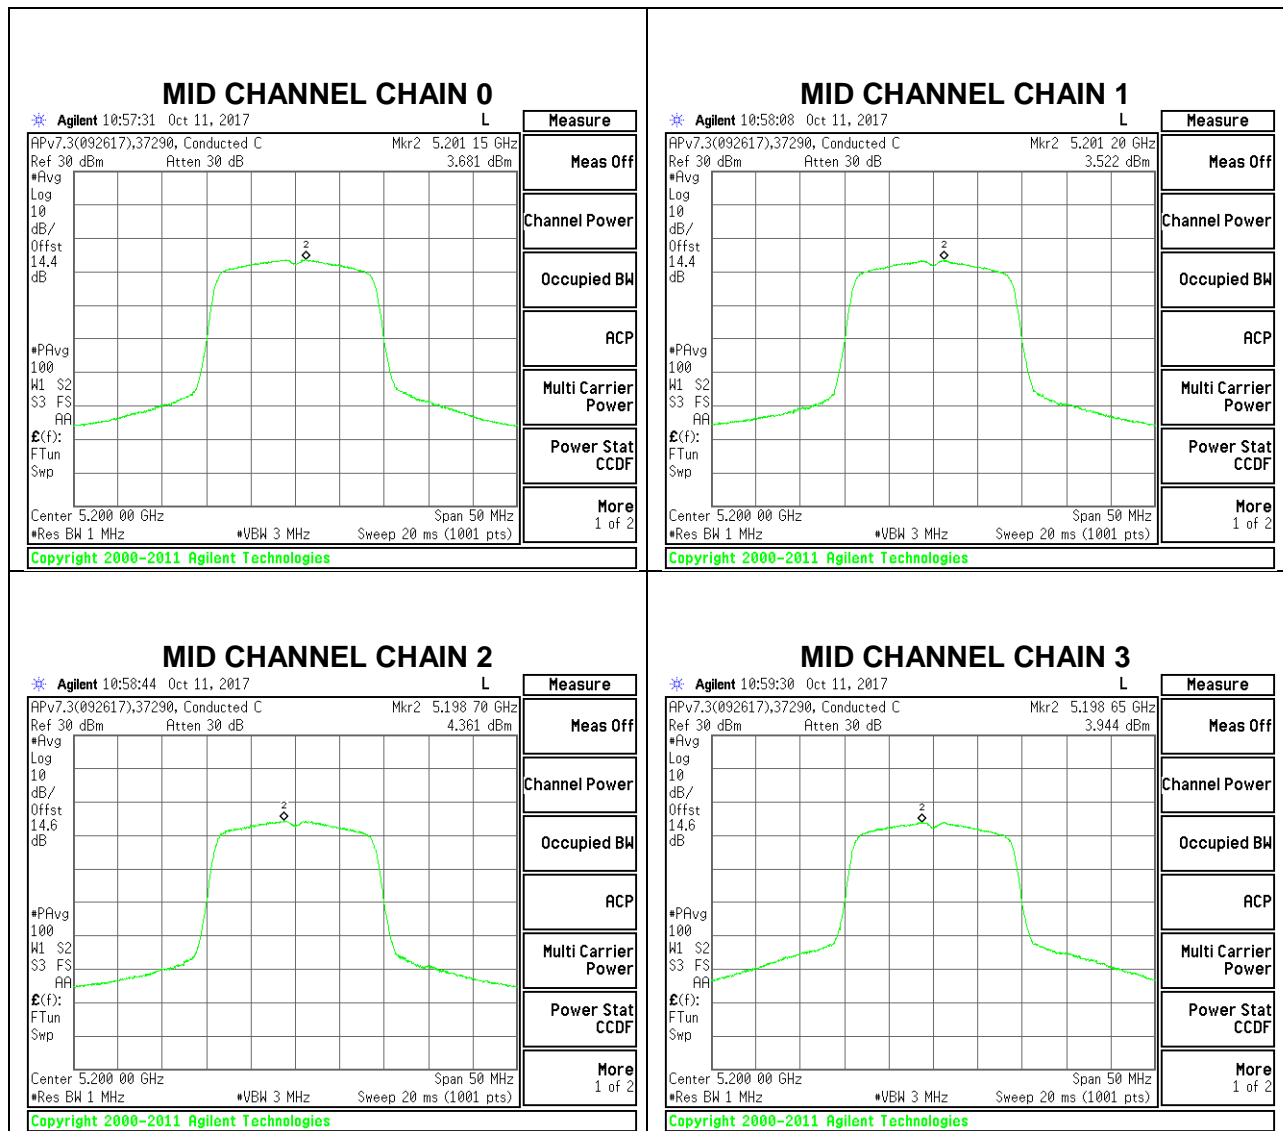 MID CHANNEL CHAIN 0
Agilent 10:57:31 Oct 11, 2017 L Measure
APv7.3(092617),37290, Conducted C Mkr2 5.201 15 GHz
Ref 30 dBm Atten 30 dB 3.681 dBm Meas Off
#Avg
Log
10
dB/
Offst
14.4
dB
2
Channel Power
Occupied BW
ACP
#PAvg
100
W1 S2
S3 FS
AA
£(f):
FTun
Swp
Multi Carrier
Power
Power Stat
CCDF
More
1 of 2
Center 5.200 00 GHz Span 50 MHz
#Res BW 1 MHz #VBW 3 MHz Sweep 20 ms (1001 pts)
Copyright 2000-2011 Agilent Technologies
MID CHANNEL CHAIN 1
Agilent 10:58:08 Oct 11, 2017 L Measure
APv7.3(092617),37290, Conducted C Mkr2 5.201 20 GHz
Ref 30 dBm Atten 30 dB 3.522 dBm Meas Off
#Avg
Log
10
dB/
Offst
14.4
dB
2
Channel Power
Occupied BW
ACP
#PAvg
100
W1 S2
S3 FS
AA
£(f):
FTun
Swp
Multi Carrier
Power
Power Stat
CCDF
More
1 of 2
Center 5.200 00 GHz Span 50 MHz
#Res BW 1 MHz #VBW 3 MHz Sweep 20 ms (1001 pts)
Copyright 2000-2011 Agilent Technologies
MID CHANNEL CHAIN 2
Agilent 10:58:44 Oct 11, 2017 L Measure
APv7.3(092617),37290, Conducted C Mkr2 5.198 70 GHz
Ref 30 dBm Atten 30 dB 4.361 dBm Meas Off
#Avg
Log
10
dB/
Offst
14.6
dB
2
Channel Power
Occupied BW
ACP
#PAvg
100
W1 S2
S3 FS
AA
£(f):
FTun
Swp
Multi Carrier
Power
Power Stat
CCDF
More
1 of 2
Center 5.200 00 GHz Span 50 MHz
#Res BW 1 MHz #VBW 3 MHz Sweep 20 ms (1001 pts)
Copyright 2000-2011 Agilent Technologies
MID CHANNEL CHAIN 3
Agilent 10:59:30 Oct 11, 2017 L Measure
APv7.3(092617),37290, Conducted C Mkr2 5.198 65 GHz
Ref 30 dBm Atten 30 dB 3.944 dBm Meas Off
#Avg
Log
10
dB/
Offst
14.6
dB
2
Channel Power
Occupied BW
ACP
#PAvg
100
W1 S2
S3 FS
AA
£(f):
FTun
Swp
Multi Carrier
Power
Power Stat
CCDF
More
1 of 2
Center 5.200 00 GHz Span 50 MHz
#Res BW 1 MHz #VBW 3 MHz Sweep 20 ms (1001 pts)
Copyright 2000-2011 Agilent Technologies